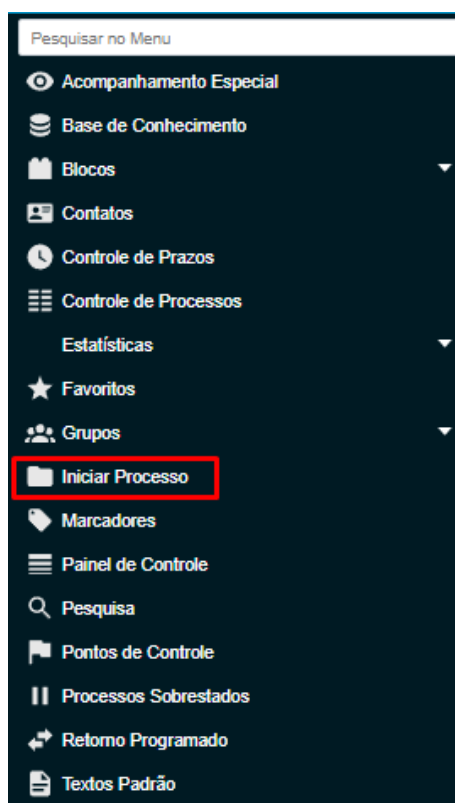 Pesquisar no Menu
Acompanhamento Especial
Base de Conhecimento
Blocos
Contatos
Controle de Prazos
Controle de Processos
Estatísticas
Favoritos
Grupos
Iniciar Processo
Marcadores
Painel de Controle
Pesquisa
Pontos de Controle
Processos Sobrestados
Retorno Programado
Textos Padrão